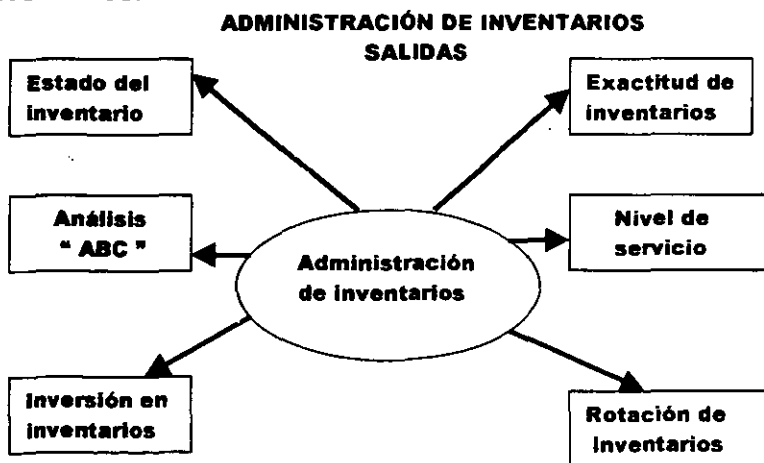 ADMINISTRACIÓN DE INVENTARIOS
SALIDAS
Estado del
inventario
Exactitud de
inventarios
Análisis
" ABC "
Nivel de
servicio
Administración
de inventarios
Inversión en
inventarios
Rotación de
Inventarios